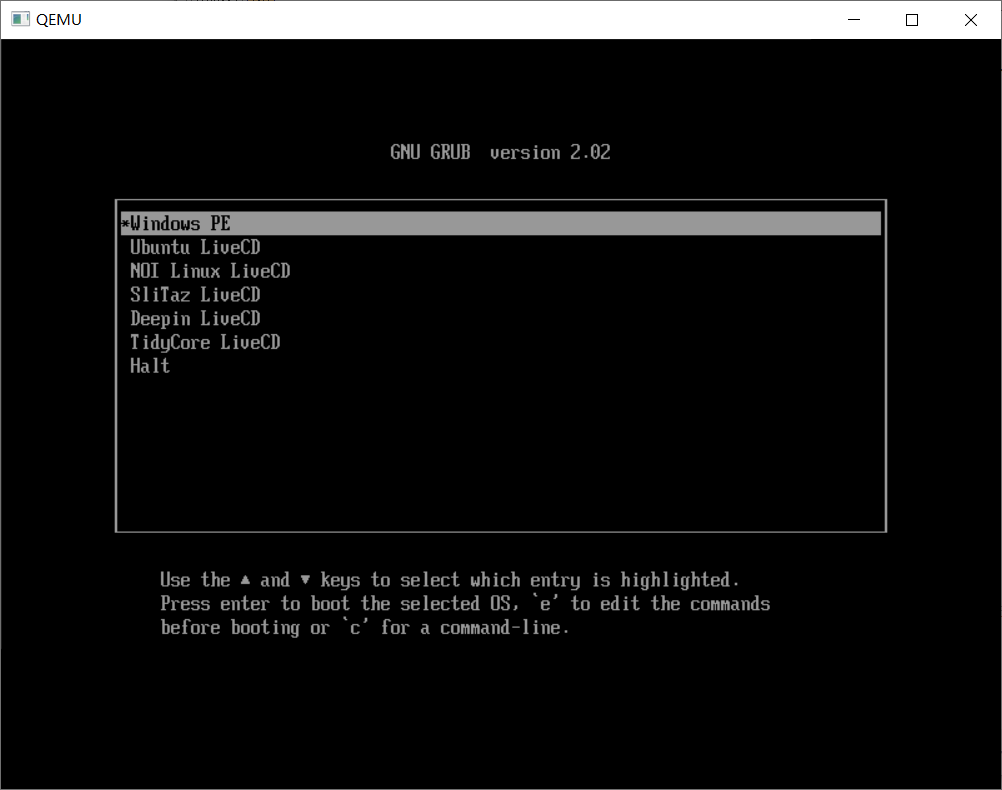 QEMU
GNU GRUB  version 2.02
*Windows PE
Ubuntu LiveCD
NOI Linux LiveCD
SliTaz LiveCD
Deepin LiveCD
TidyCore LiveCD
Halt
Use the ▲ and ▼ keys to select which entry is highlighted.
Press enter to boot the selected OS, `e' to edit the commands
before booting or `c' for a command-line.